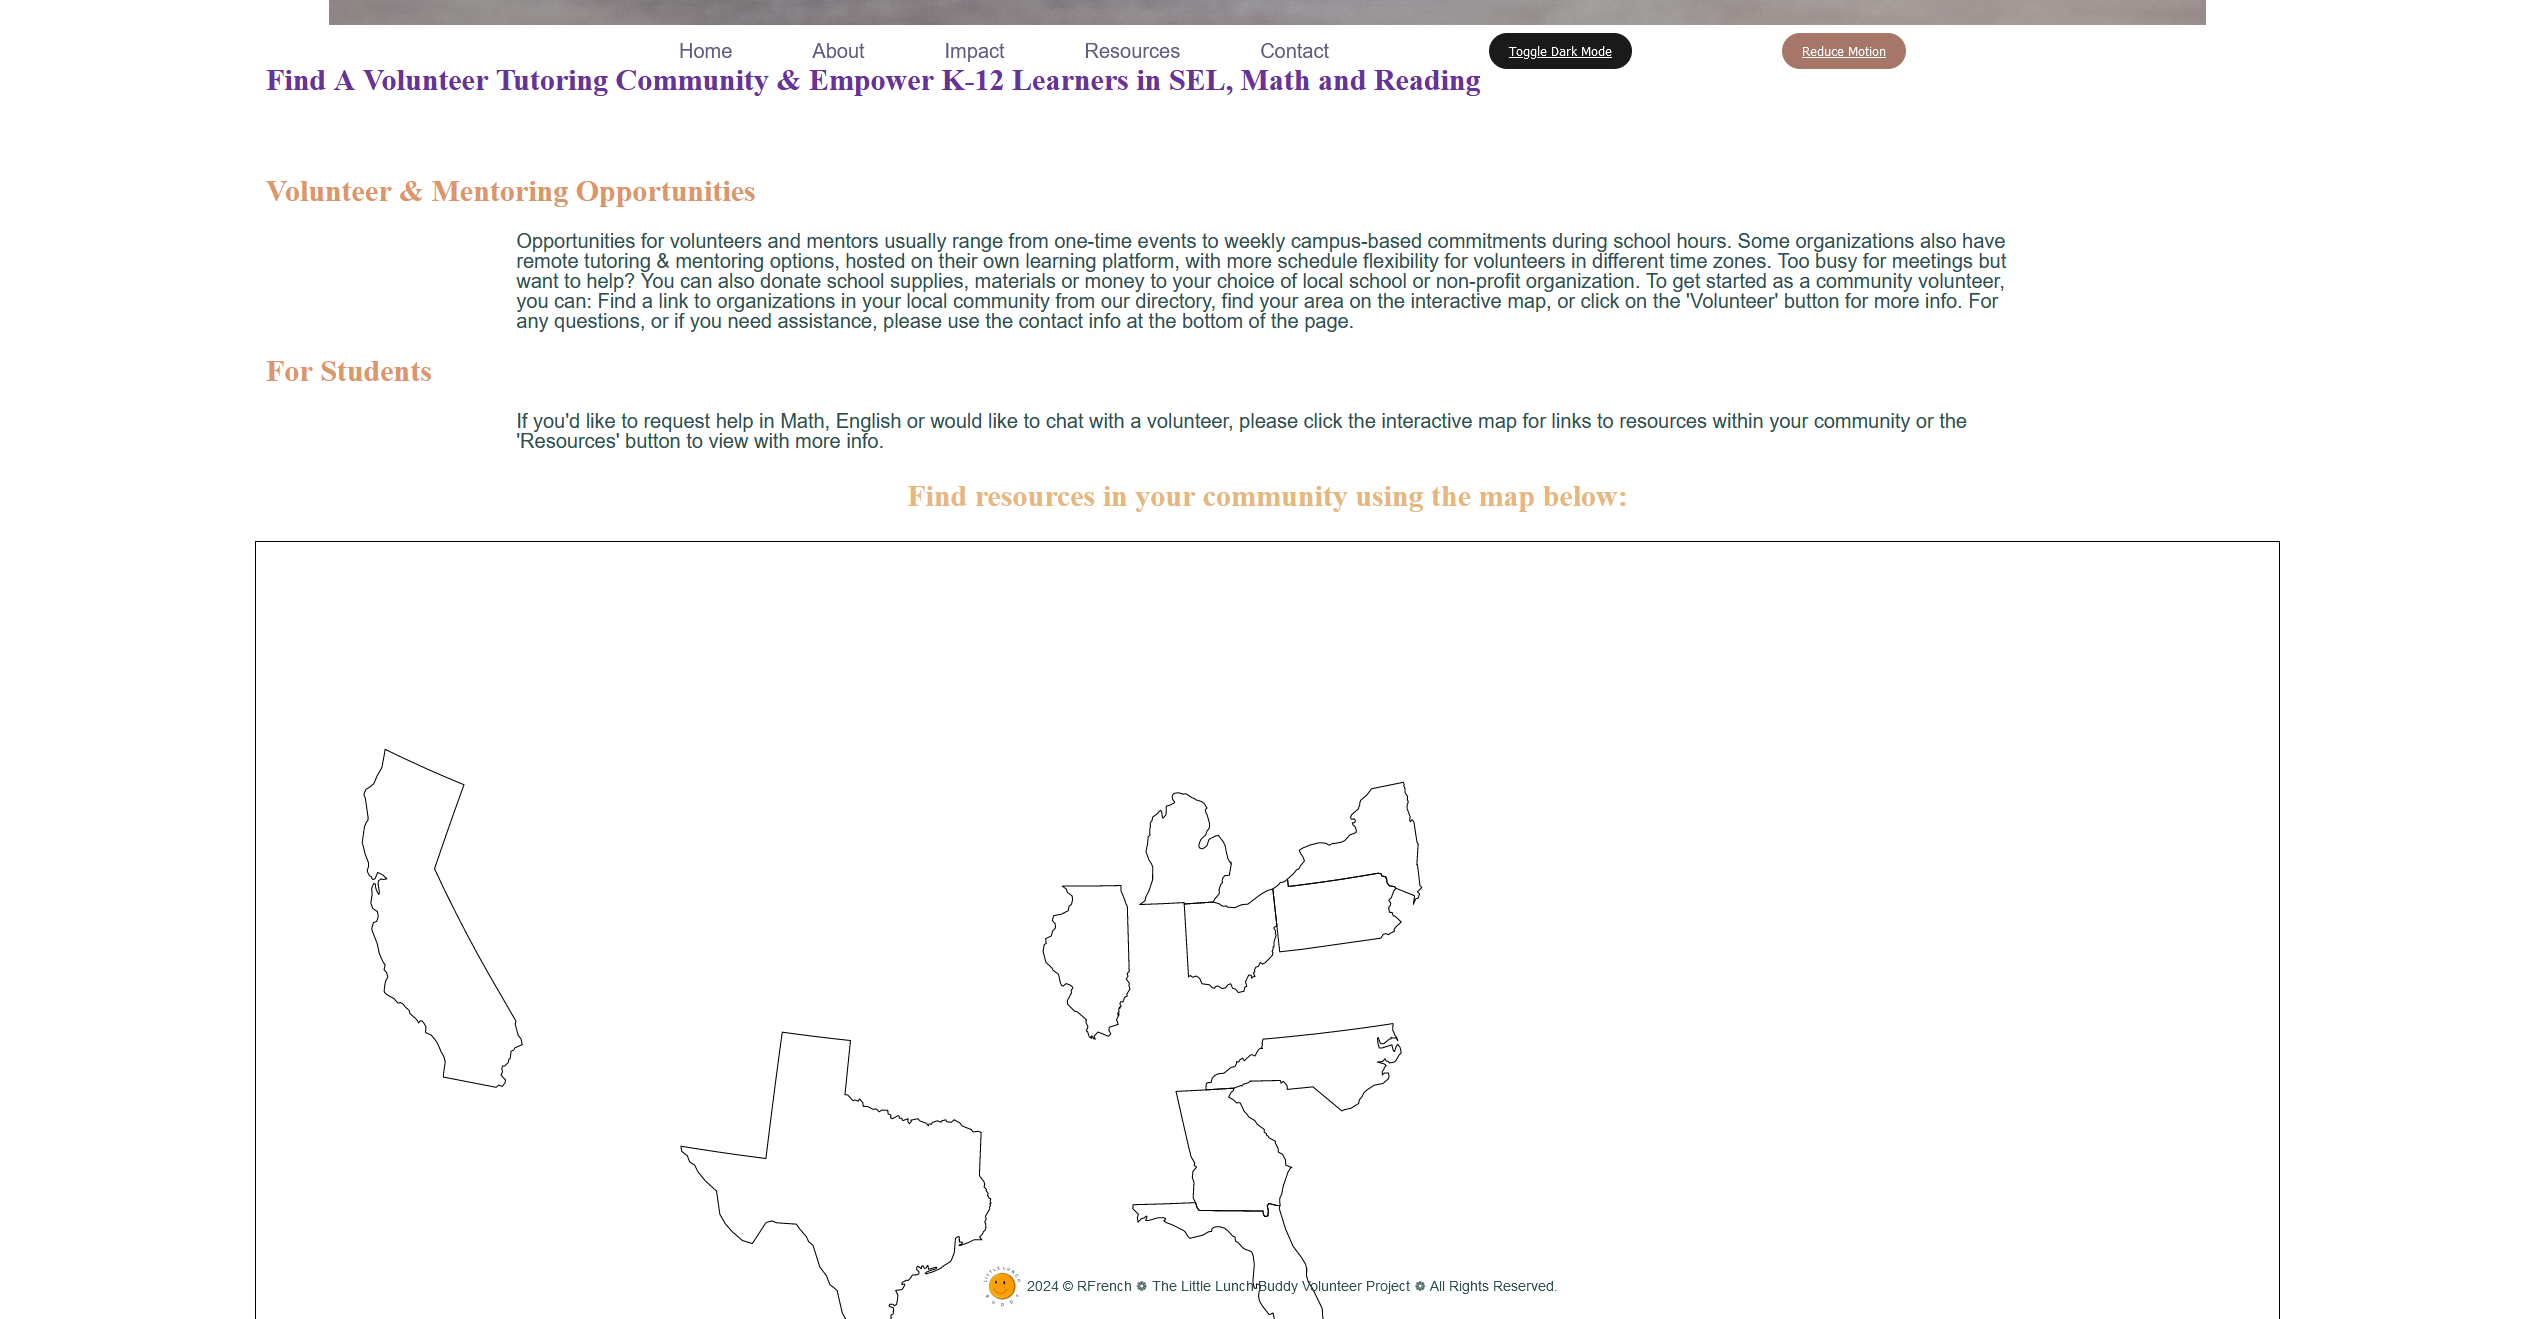 Home About Impact Resources Contact Toggle Dark Mode Reduce Motion
Find A Volunteer Tutoring Community & Empower K-12 Learners in SEL, Math and Reading
Volunteer & Mentoring Opportunities
Opportunities for volunteers and mentors usually range from one-time events to weekly campus-based commitments during school hours. Some organizations also have
remote tutoring & mentoring options, hosted on their own learning platform, with more schedule flexibility for volunteers in different time zones. Too busy for meetings but
want to help? You can also donate school supplies, materials or money to your choice of local school or non-profit organization. To get started as a community volunteer,
you can: Find a link to organizations in your local community from our directory, find your area on the interactive map, or click on the 'Volunteer' button for more info. For
any questions, or if you need assistance, please use the contact info at the bottom of the page.
For Students
If you'd like to request help in Math, English or would like to chat with a volunteer, please click the interactive map for links to resources within your community or the
'Resources' button to view with more info.
Find resources in your community using the map below:
LITTLE LUNCH
BUDDY
2024 © RFrench ❁ The Little Lunch Buddy Volunteer Project ❁ All Rights Reserved.